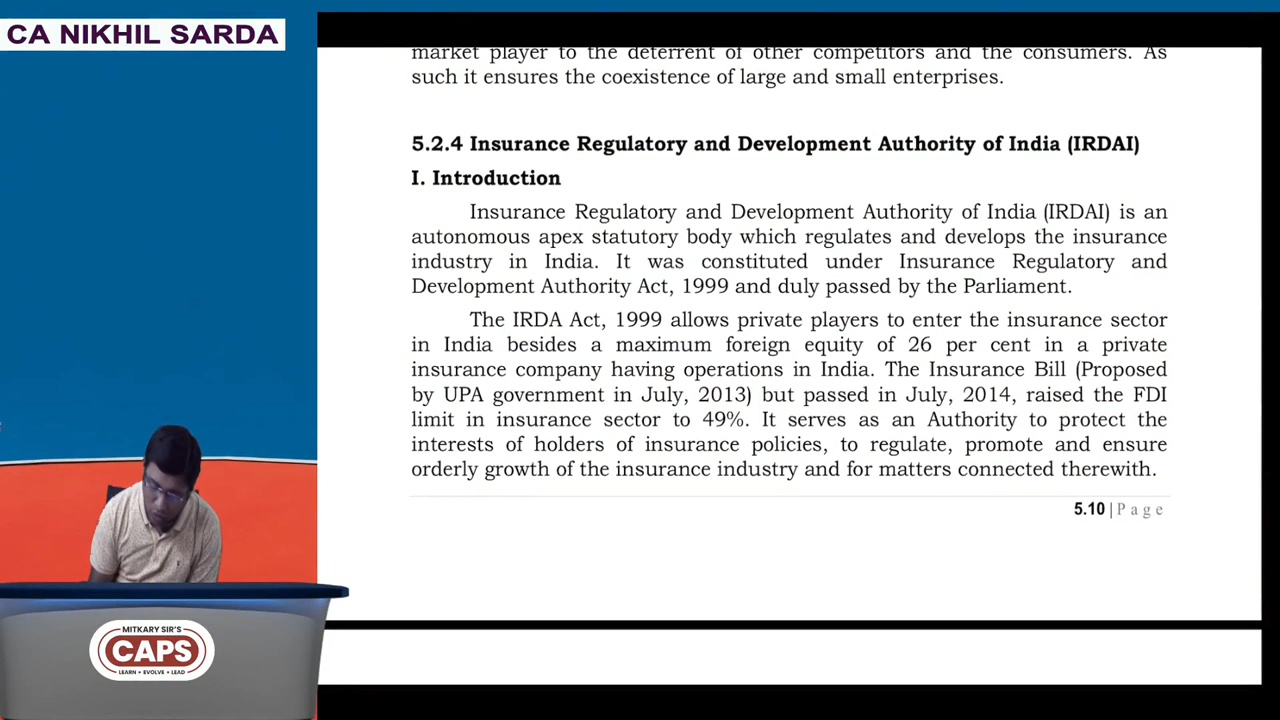 CA NIKHIL SARDA
market player to the deterrent of other competitors and the consumers. As
such it ensures the coexistence of large and small enterprises.
5.2.4 Insurance Regulatory and Development Authority of India (IRDAI)
I. Introduction
Insurance Regulatory and Development Authority of India (IRDAI) is an
autonomous apex statutory body which regulates and develops the insurance
industry in India. It was constituted under Insurance Regulatory and
Development Authority Act, 1999 and duly passed by the Parliament.
The IRDA Act, 1999 allows private players to enter the insurance sector
in India besides a maximum foreign equity of 26 per cent in a private
insurance company having operations in India. The Insurance Bill (Proposed
by UPA government in July, 2013) but passed in July, 2014, raised the FDI
limit in insurance sector to 49%. It serves as an Authority to protect the
interests of holders of insurance policies, to regulate, promote and ensure
orderly growth of the insurance industry and for matters connected therewith.
5.10 | Page
MITKARY SIR'S
CAPS
LEARN • EVOLVE • LEAD